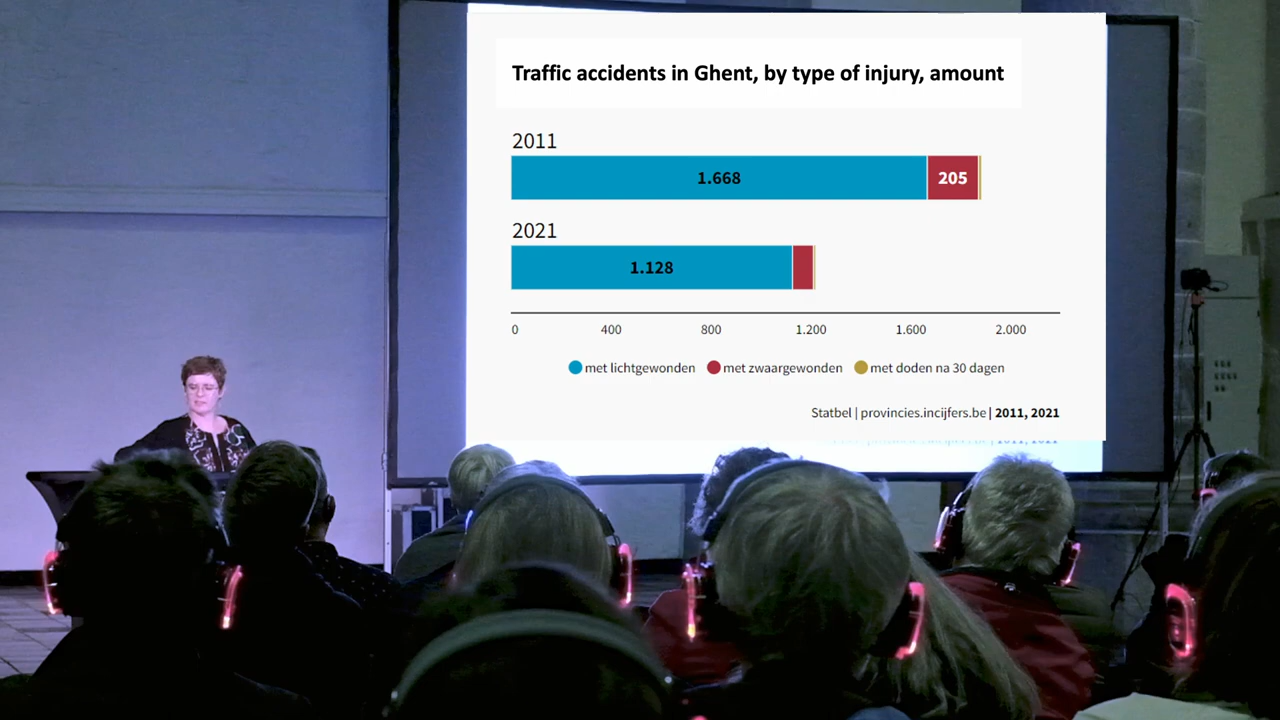 Traffic accidents in Ghent, by type of injury, amount
2011
1.668 205
2021
1.128
0 400 800 1.200 1.600 2.000
met lichtgewonden met zwaargewonden met doden na 30 dagen
Statbel | provincies.incijfers.be | 2011, 2021